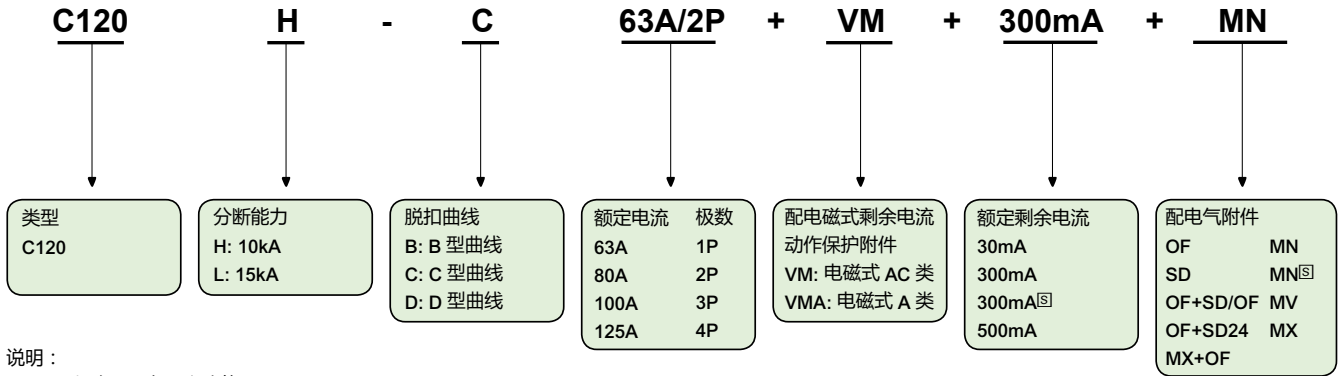 C120 H - C 63A/2P + VM + 300mA + MN
类型
C120
分断能力
H: 10kA
L: 15kA
脱扣曲线
B: B 型曲线
C: C 型曲线
D: D 型曲线
额定电流 极数
63A 1P
80A 2P
100A 3P
125A 4P
配电磁式剩余电流
动作保护附件
VM: 电磁式 AC 类
VMA: 电磁式 A 类
额定剩余电流
30mA
300mA
300mA🅂
500mA
配电气附件
OF MN
SD MN🅂
OF+SD/OF MV
OF+SD24 MX
MX+OF
说明：